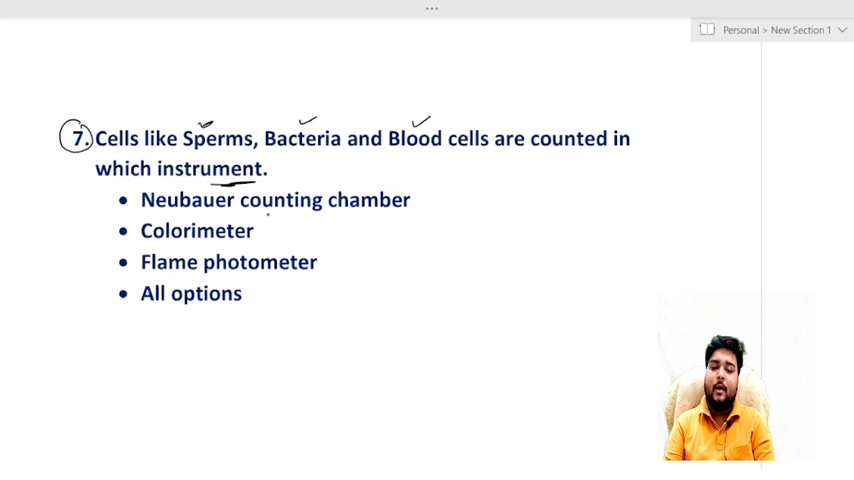 Personal > New Section 1
7. Cells like Sperms, Bacteria and Blood cells are counted in
which instrument.
• Neubauer counting chamber
• Colorimeter
• Flame photometer
• All options